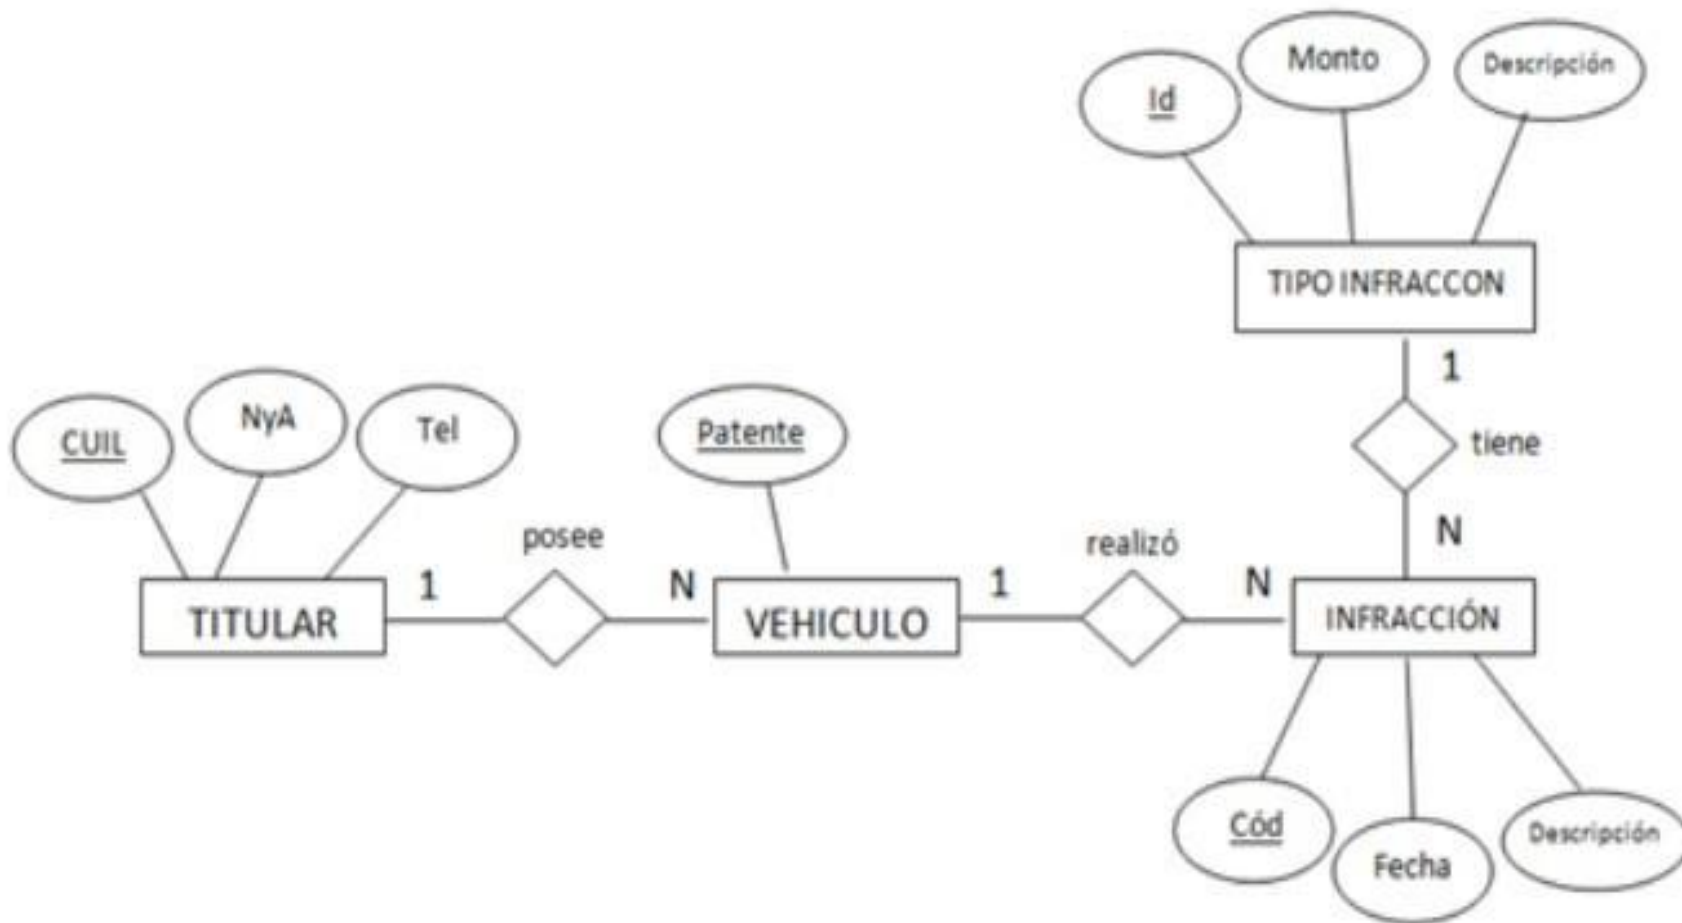 Id
Monto
Descripción
TIPO INFRACCON
1
tiene
N
CUIL
NyA
Tel
Patente
posee
realizó
TITULAR
1
N
VEHICULO
1
N
INFRACCIÓN
Cód
Fecha
Descripción